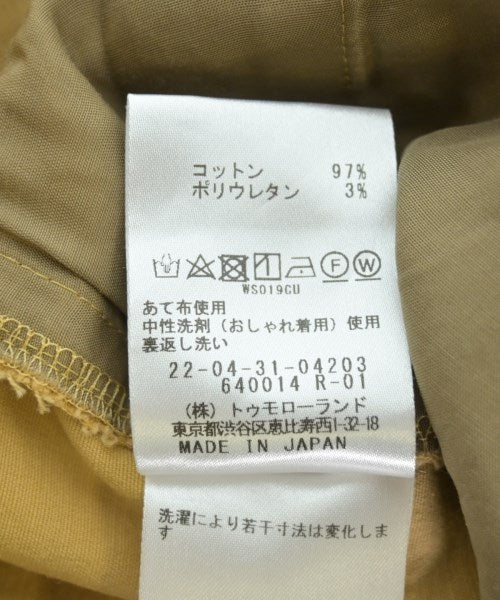 コットン 97%
ポリウレタン 3%
F W
WS019CU
あて布使用
中性洗剤(おしゃれ着用)使用
裏返し洗い
22-04-31-04203
640014 R-01
(株)トゥモローランド
東京都渋谷区恵比寿西1-32-18
MADE IN JAPAN
洗濯により若干寸法は変化しま
す